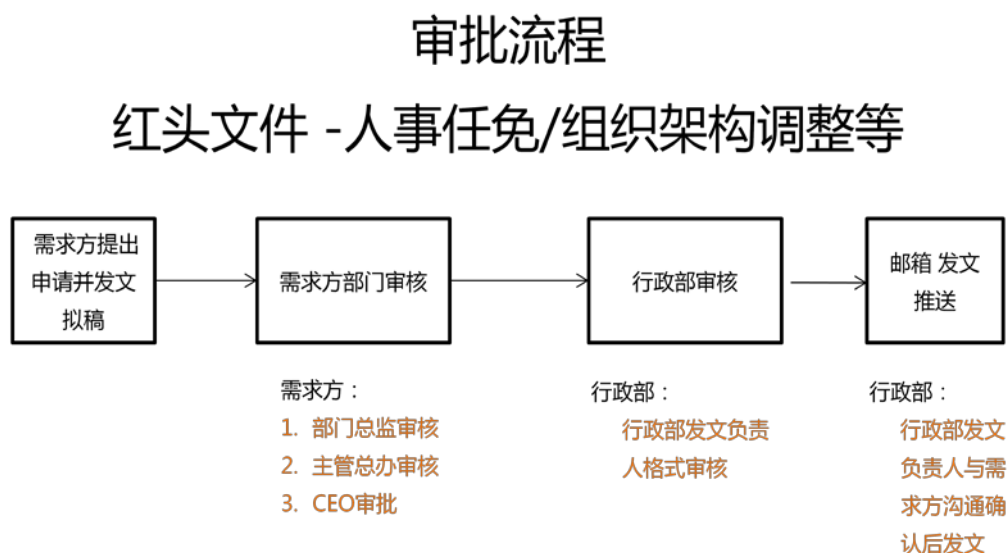 审批流程
红头文件 -人事任免/组织架构调整等
需求方提出
申请并发文
拟稿
需求方部门审核
行政部审核
邮箱 发文
推送
需求方：
1. 部门总监审核
2. 主管总办审核
3. CEO审批
行政部：
行政部发文负责
人格式审核
行政部：
行政部发文
负责人与需
求方沟通确
认后发文